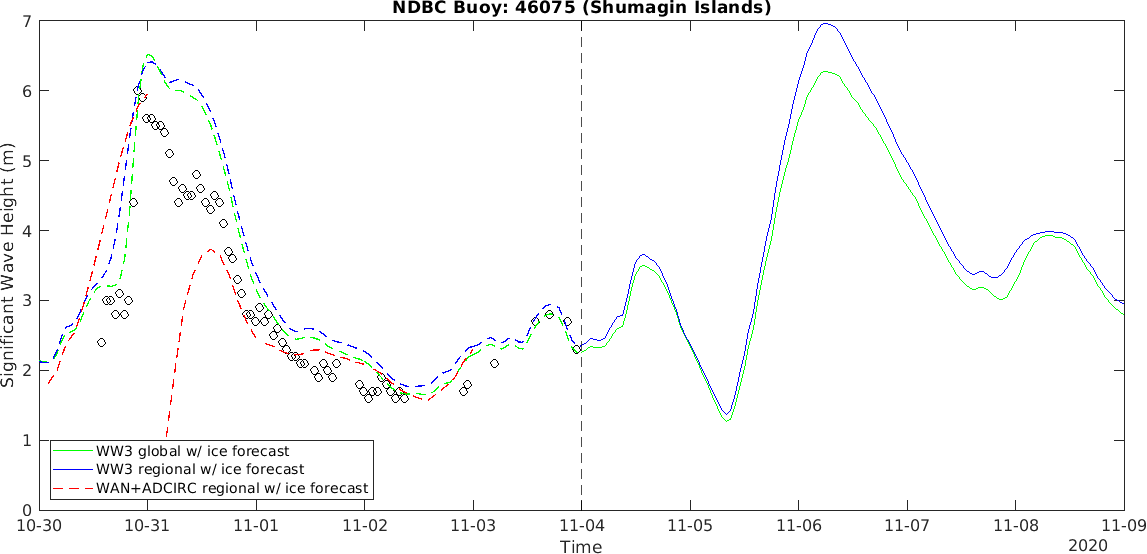 NDBC Buoy: 46075 (Shumagin Islands)
Significant Wave Height (m)
7
6
5
4
3
2
1
0
WW3 global w/ ice forecast
WW3 regional w/ ice forecast
WAN+ADCIRC regional w/ ice forecast
10-30 10-31 11-01 11-02 11-03 11-04 11-05 11-06 11-07 11-08 11-09
Time
2020